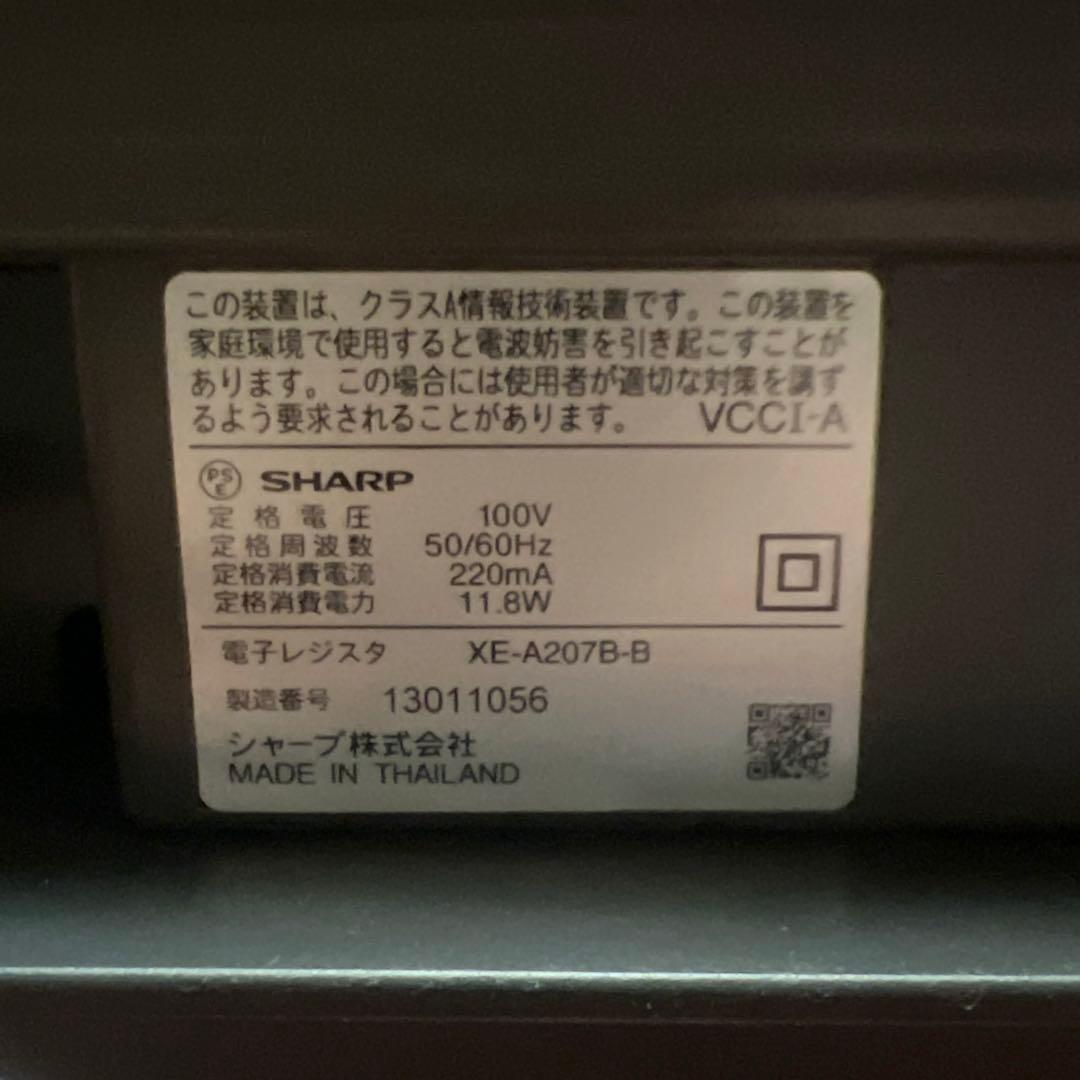 この装置は、クラスA情報技術装置です。この装置を
家庭環境で使用すると電波妨害を引き起こすことが
あります。この場合には使用者が適切な対策を講ず
るよう要求されることがあります。 VCCI-A
PSE SHARP
定格電圧 100V
定格周波数 50/60Hz
定格消費電流 220mA
定格消費電力 11.8W
電子レジスタ XE-A207B-B
製造番号 13011056
シャープ株式会社
MADE IN THAILAND